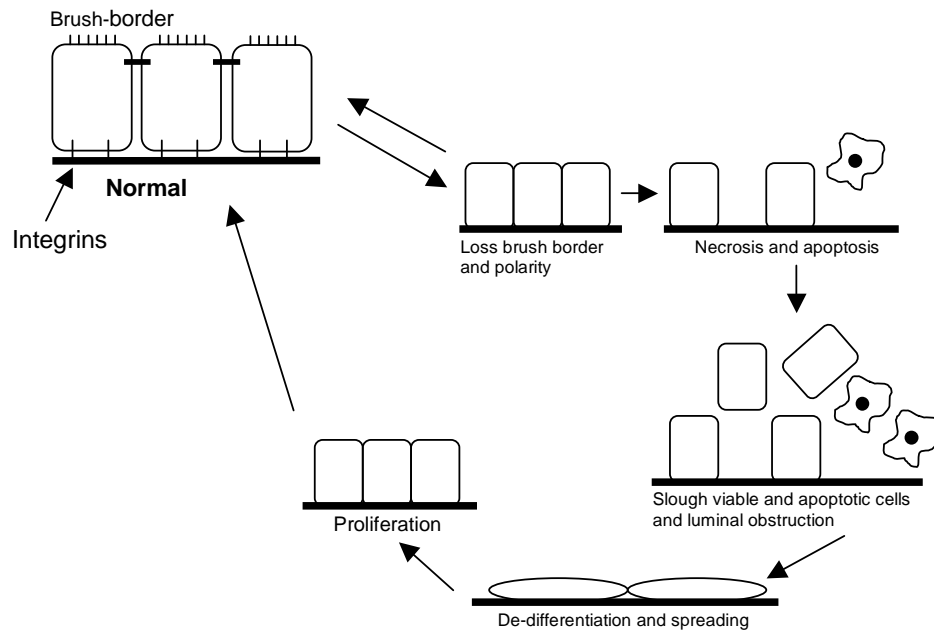 Brush-border
Normal
Integrins
Loss brush border
and polarity
Necrosis and apoptosis
Slough viable and apoptotic cells
and luminal obstruction
Proliferation
De-differentiation and spreading